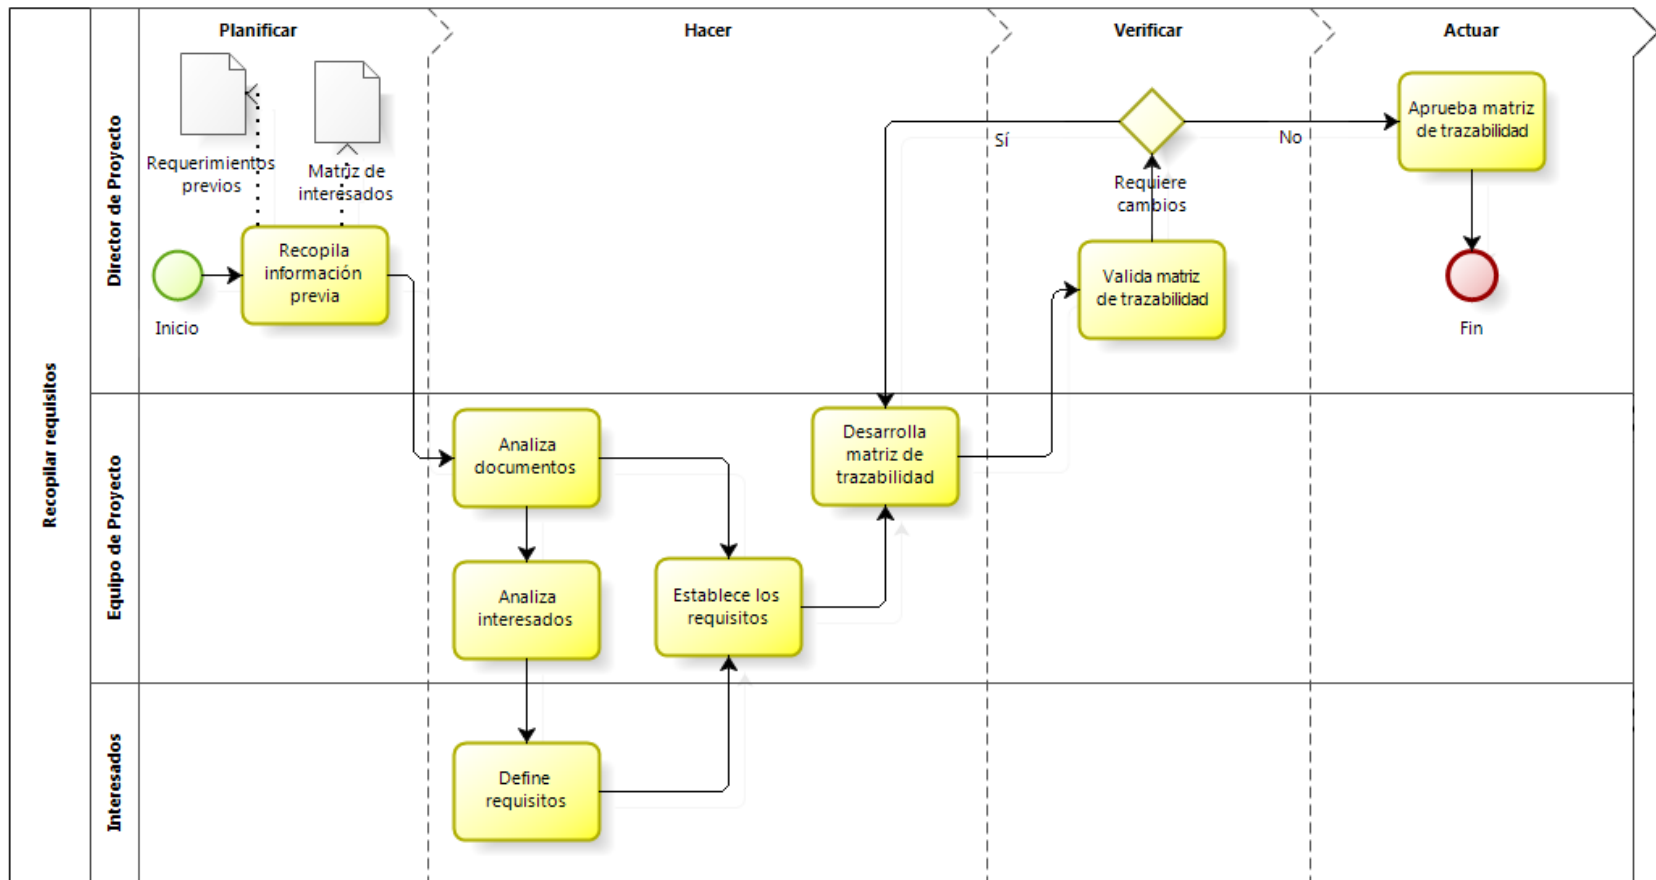 Planificar
Hacer
Verificar
Actuar
Recopilar requisitos
Director de Proyecto
Requerimientos
previos
Matriz de
interesados
Inicio
Recopila
información
previa
Sí
No
Requiere
cambios
Valida matriz
de trazabilidad
Aprueba matriz
de trazabilidad
Fin
Equipo de Proyecto
Analiza
documentos
Desarrolla
matriz de
trazabilidad
Analiza
interesados
Establece los
requisitos
Interesados
Define
requisitos